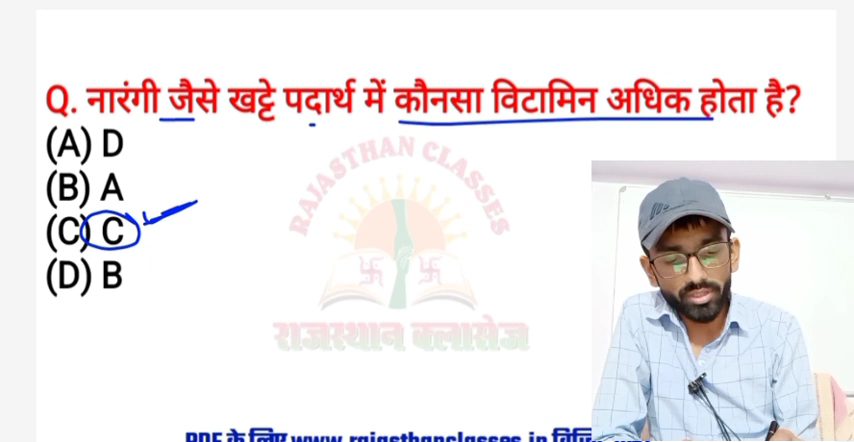 Q. नारंगी जैसे खट्टे पदार्थ में कौनसा विटामिन अधिक होता है?
(A) D
(B) A
(C) C
(D) B
RAJASTHAN CLASSES
राजस्थान क्लासेज
PDF के लिए www.rajasthanclasses.in